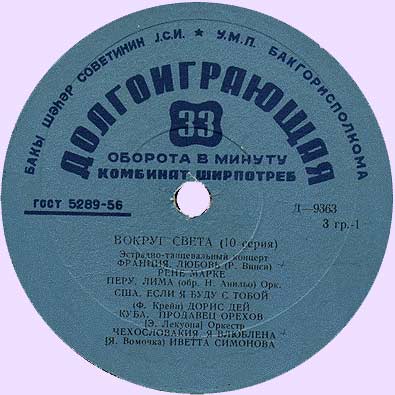 БАКЫ ШӘҺӘР СОВЕТИНИН J.С.И. ★ У.М.П. БАКГОРИСПОЛКОМА
ДОЛГОИГРАЮЩАЯ
33
ОБОРОТА В МИНУТУ
КОМБИНАТ ШИРПОТРЕБ
ГОСТ 5289-56
Д—9363
3 гр.-1
ВОКРУГ СВЕТА (10 серия)
Эстрадно-танцевальный концерт
ФРАНЦИЯ, ЛЮБОВЬ (Р. Винси)
РЕНЕ МАРКЕ
ПЕРУ, ЛИМА (обр. Н. Анильо) Орк.
США, ЕСЛИ Я БУДУ С ТОБОЙ
(Ф. Крейн) ДОРИС ДЕЙ
КУБА, ПРОДАВЕЦ ОРЕХОВ
(Э. Лекуона) Оркестр
ЧЕХОСЛОВАКИЯ, Я ВЛЮБЛЕНА
(Я. Вомочка) ИВЕТТА СИМОНОВА